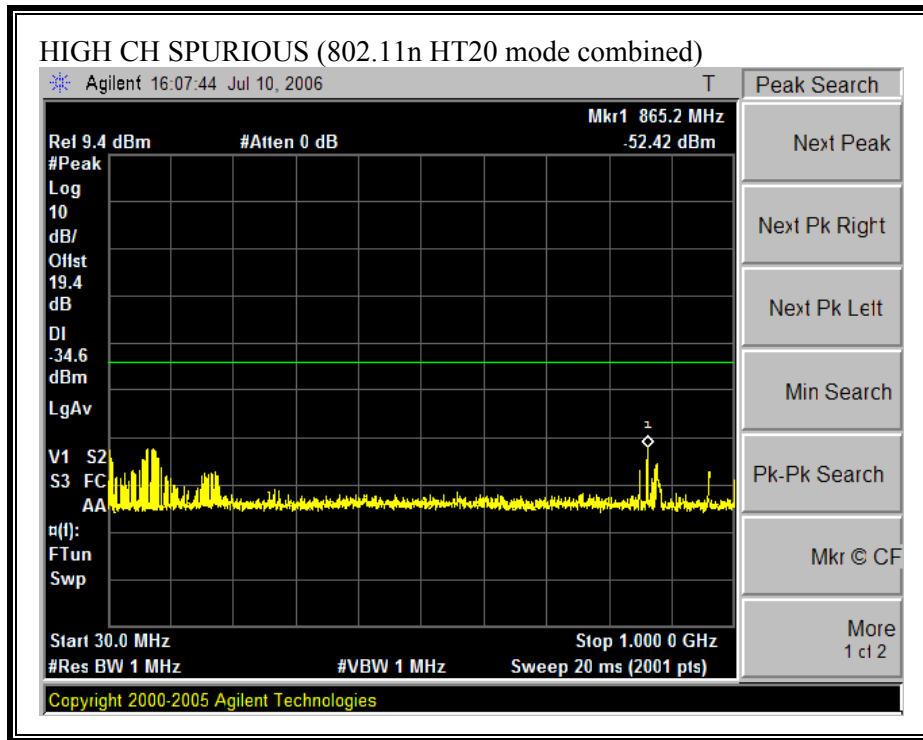 HIGH CH SPURIOUS (802.11n HT20 mode combined)
Agilent 16:07:44 Jul 10, 2006 T
Peak Search
Mkr1 865.2 MHz
Ref 9.4 dBm #Atten 0 dB -52.42 dBm
#Peak
Log
10
dB/
Offst
19.4
dB
DI
-34.6
dBm
LgAv
1
V1 S2
S3 FC
AA
¤(f):
FTun
Swp
Start 30.0 MHz Stop 1.000 0 GHz
#Res BW 1 MHz #VBW 1 MHz Sweep 20 ms (2001 pts)
Copyright 2000-2005 Agilent Technologies
Next Peak
Next Pk Right
Next Pk Left
Min Search
Pk-Pk Search
Mkr © CF
More
1 of 2